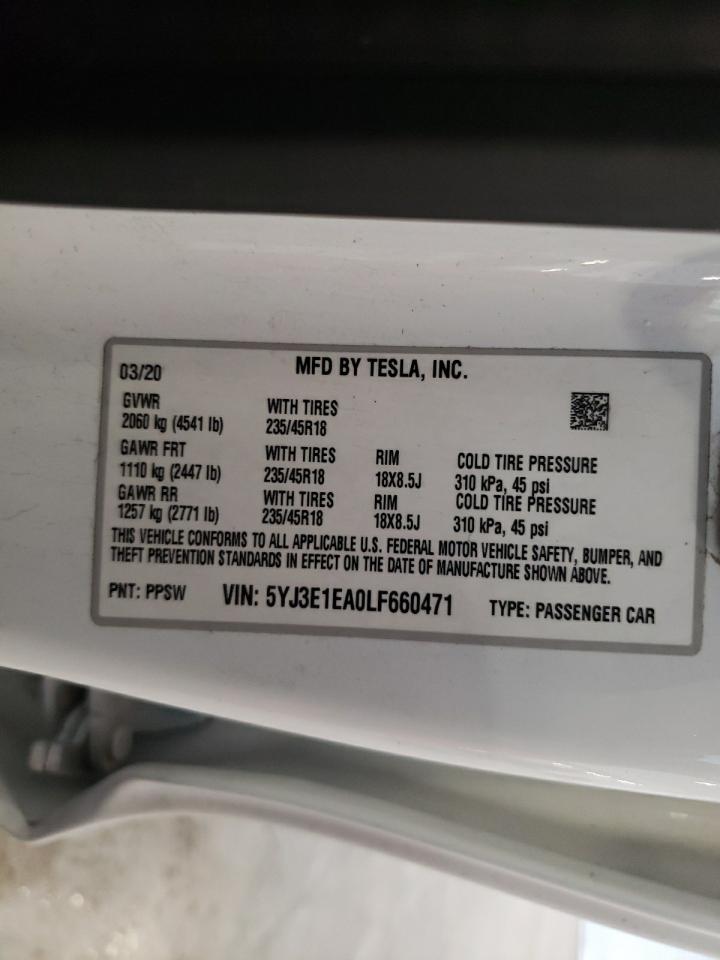 03/20 MFD BY TESLA, INC.
GVWR WITH TIRES
2060 kg (4541 lb) 235/45R18
GAWR FRT WITH TIRES RIM COLD TIRE PRESSURE
1110 kg (2447 lb) 235/45R18 18X8.5J 310 kPa, 45 psi
GAWR RR WITH TIRES RIM COLD TIRE PRESSURE
1257 kg (2771 lb) 235/45R18 18X8.5J 310 kPa, 45 psi
THIS VEHICLE CONFORMS TO ALL APPLICABLE U.S. FEDERAL MOTOR VEHICLE SAFETY, BUMPER, AND
THEFT PREVENTION STANDARDS IN EFFECT ON THE DATE OF MANUFACTURE SHOWN ABOVE.
PNT: PPSW VIN: 5YJ3E1EA0LF660471 TYPE: PASSENGER CAR